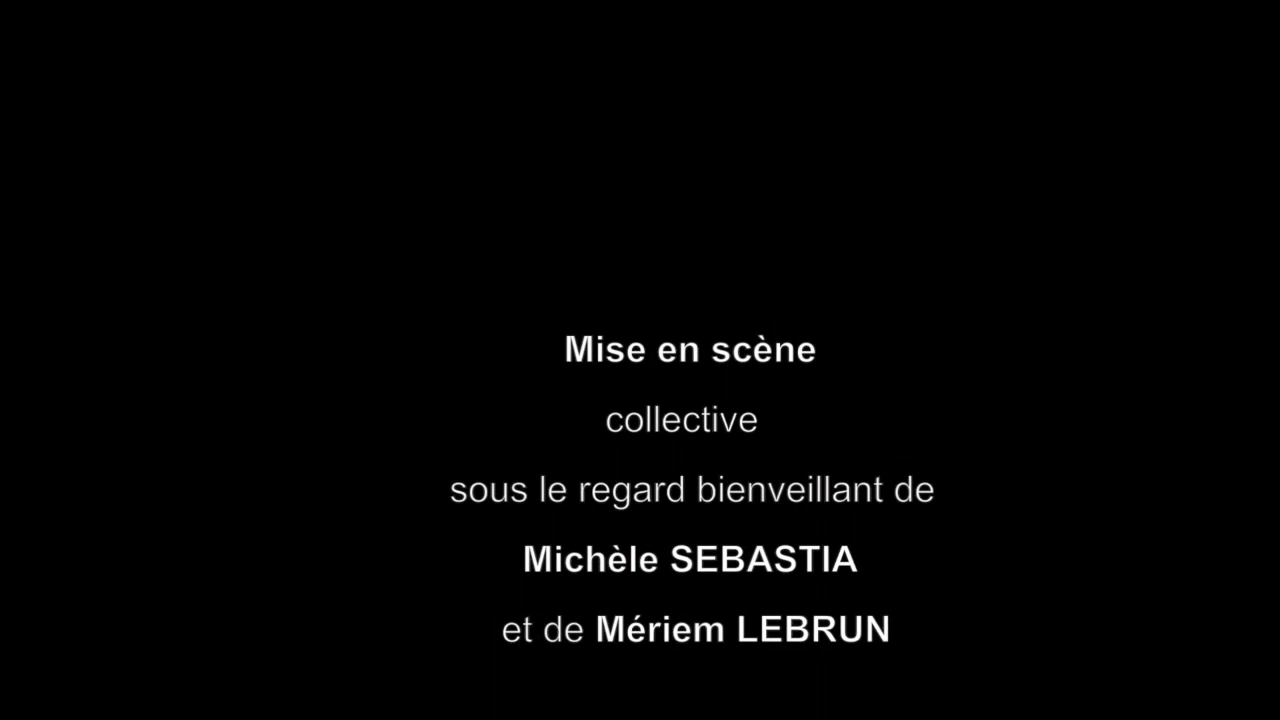 Mise en scène
collective
sous le regard bienveillant de
Michèle SEBASTIA
et de Mériem LEBRUN